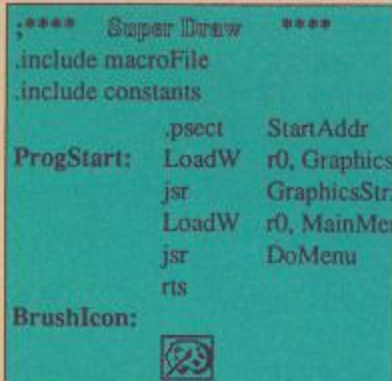 ;**** Super Draw ****
.include macroFile
.include constants
.psect StartAddr
ProgStart: LoadW r0, Graphics
jsr GraphicsStr
LoadW r0, MainMe
jsr DoMenu
rts
BrushIcon: